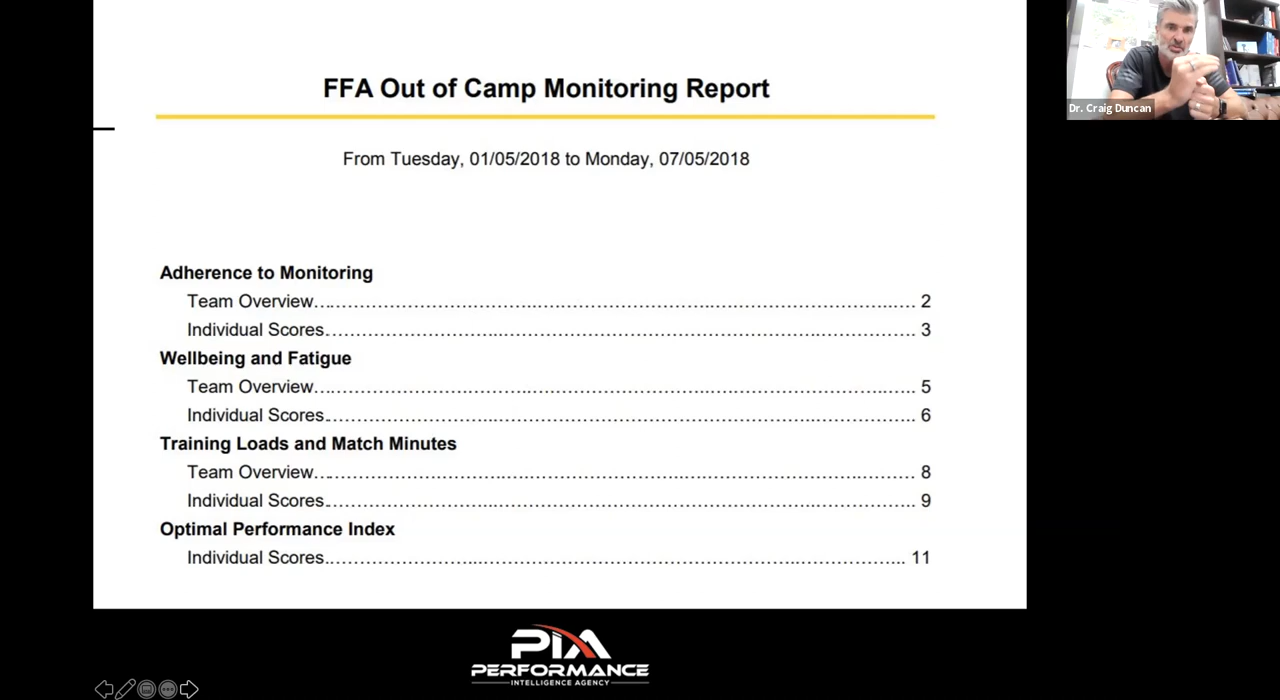 FFA Out of Camp Monitoring Report
From Tuesday, 01/05/2018 to Monday, 07/05/2018
Adherence to Monitoring
Team Overview................................................................................................ 2
Individual Scores................................................................................................ 3
Wellbeing and Fatigue
Team Overview................................................................................................ 5
Individual Scores................................................................................................ 6
Training Loads and Match Minutes
Team Overview................................................................................................ 8
Individual Scores................................................................................................ 9
Optimal Performance Index
Individual Scores................................................................................................ 11
Dr. Craig Duncan
PIA
PERFORMANCE
INTELLIGENCE AGENCY